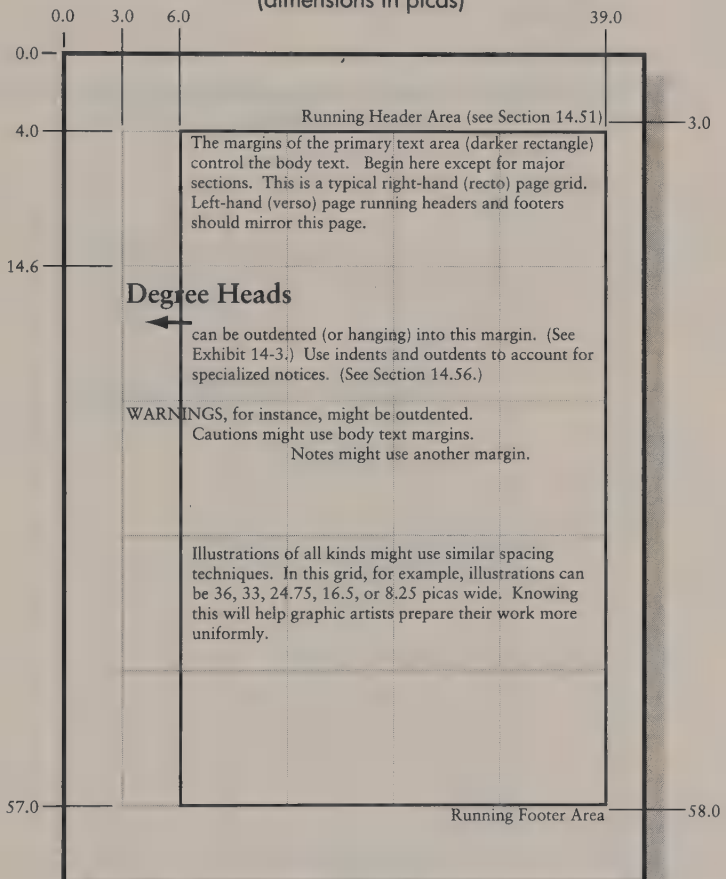 (dimensions in picas)
0.0 3.0 6.0 39.0
0.0
Running Header Area (see Section 14.51)
3.0
4.0
The margins of the primary text area (darker rectangle)
control the body text. Begin here except for major
sections. This is a typical right-hand (recto) page grid.
Left-hand (verso) page running headers and footers
should mirror this page.
14.6
Degree Heads
can be outdented (or hanging) into this margin. (See
Exhibit 14-3.) Use indents and outdents to account for
specialized notices. (See Section 14.56.)
WARNINGS, for instance, might be outdented.
Cautions might use body text margins.
Notes might use another margin.
Illustrations of all kinds might use similar spacing
techniques. In this grid, for example, illustrations can
be 36, 33, 24.75, 16.5, or 8.25 picas wide. Knowing
this will help graphic artists prepare their work more
uniformly.
57.0
Running Footer Area
58.0